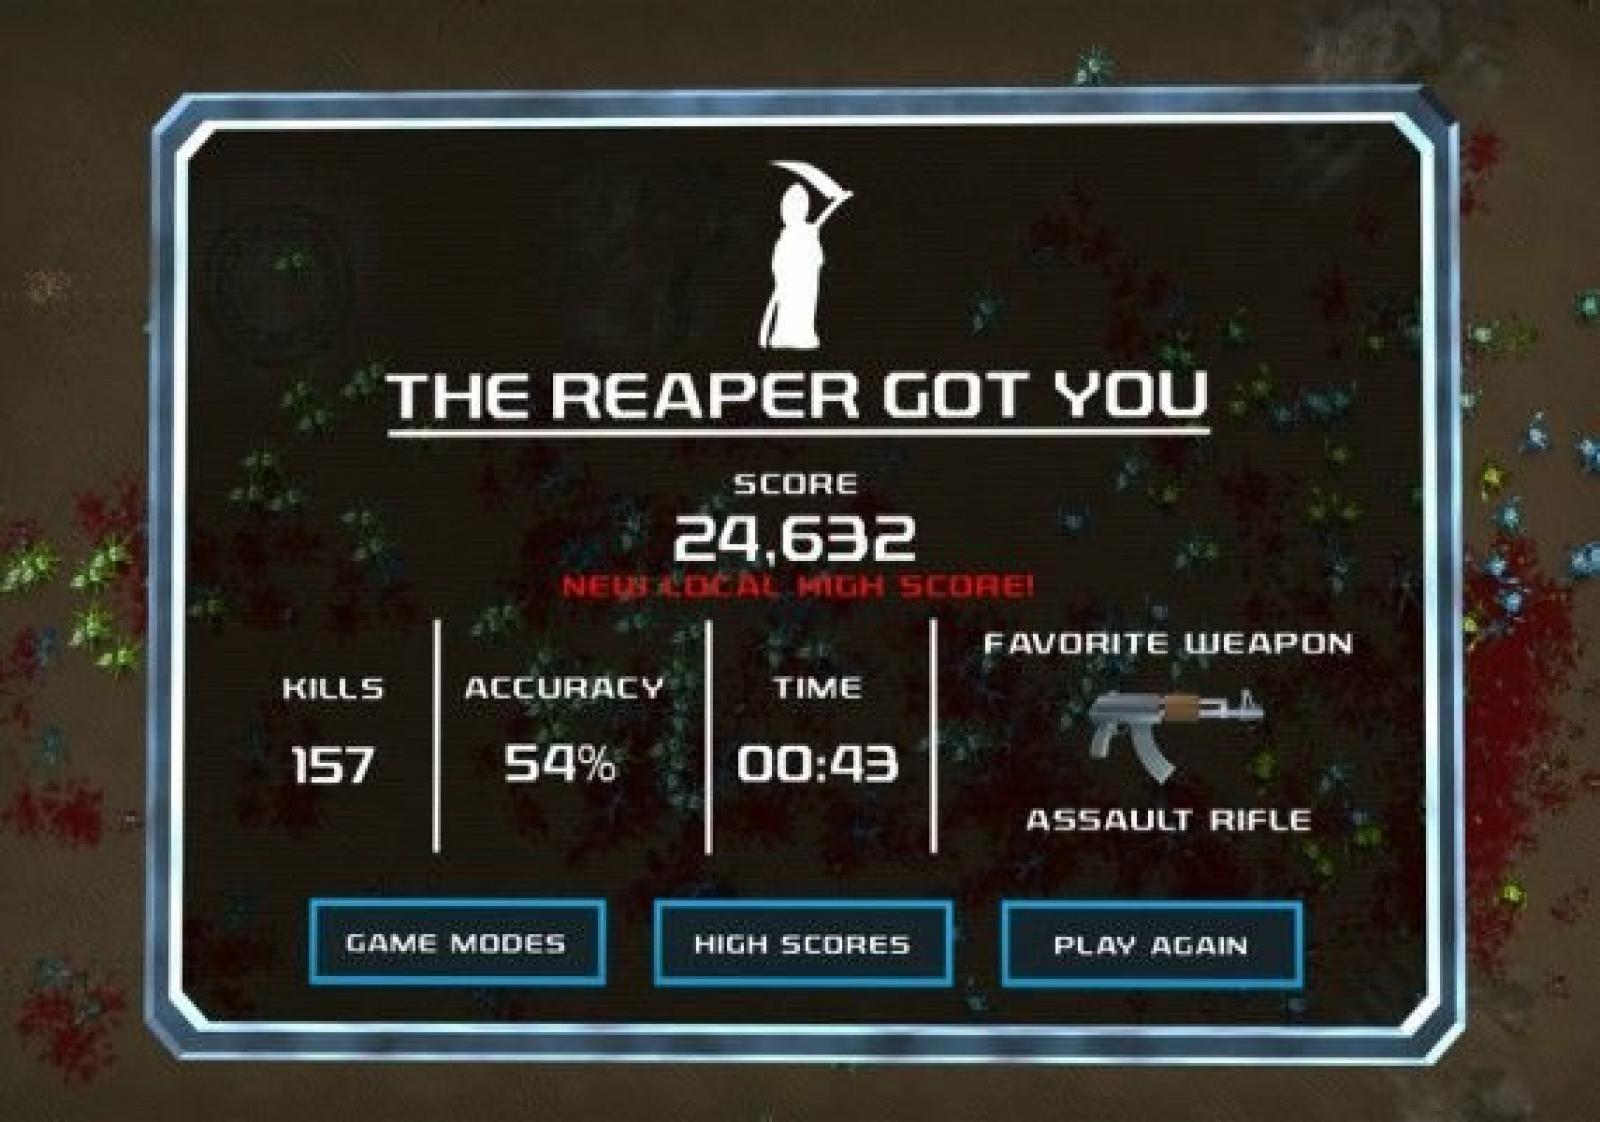 THE REAPER GOT YOU
SCORE
24,632
NEW LOCAL HIGH SCORE!
KILLS
157
ACCURACY
54%
TIME
00:43
FAVORITE WEAPON
ASSAULT RIFLE
GAME MODES
HIGH SCORES
PLAY AGAIN